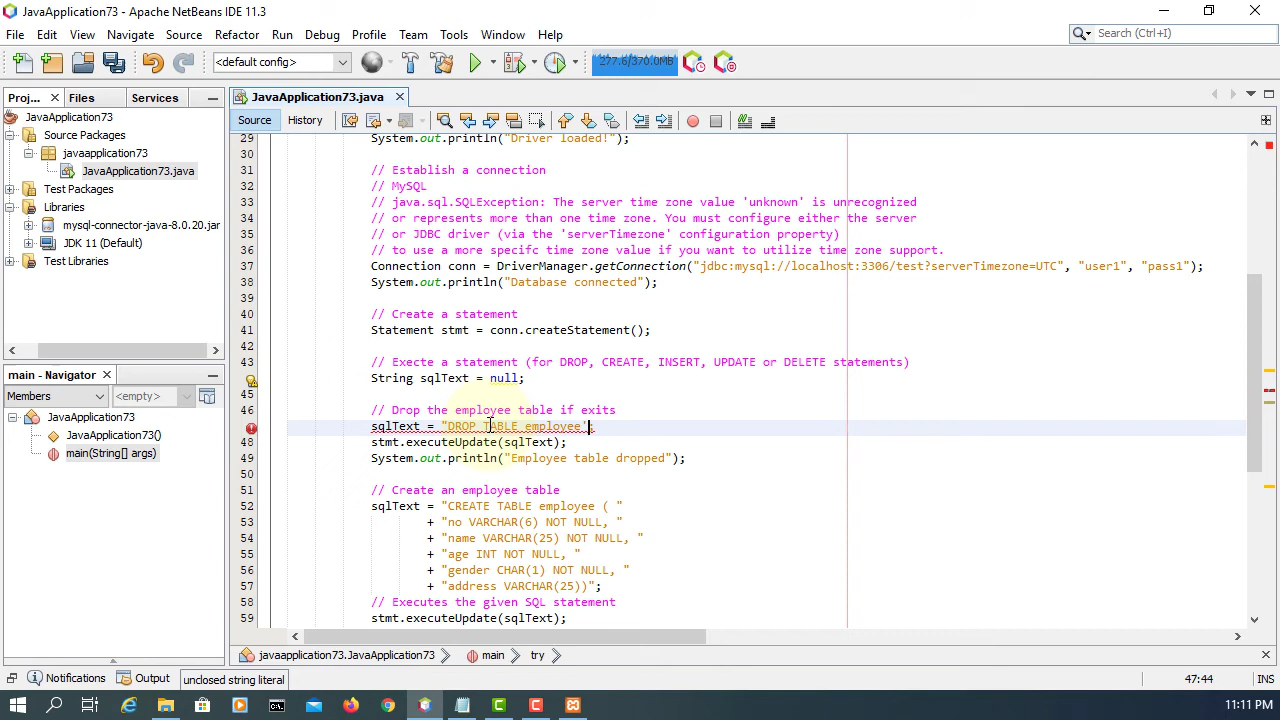 JavaApplication73 - Apache NetBeans IDE 11.3
File Edit View Navigate Source Refactor Run Debug Profile Team Tools Window Help
Search (Ctrl+I)
<default config>
277.6/370.0MB
Proj... Files Services
JavaApplication73.java
JavaApplication73
Source Packages
javaapplication73
JavaApplication73.java
Test Packages
Libraries
mysql-connector-java-8.0.20.jar
JDK 11 (Default)
Test Libraries
Source History
29 System.out.println("Driver loaded!");
30
31 // Establish a connection
32 // MySQL
33 // java.sql.SQLException: The server time zone value 'unknown' is unrecognized
34 // or represents more than one time zone. You must configure either the server
35 // or JDBC driver (via the 'serverTimezone' configuration property)
36 // to use a more specifc time zone value if you want to utilize time zone support.
37 Connection conn = DriverManager.getConnection("jdbc:mysql://localhost:3306/test?serverTimezone=UTC", "user1", "pass1");
38 System.out.println("Database connected");
39
40 // Create a statement
41 Statement stmt = conn.createStatement();
42
43 // Execte a statement (for DROP, CREATE, INSERT, UPDATE or DELETE statements)
String sqlText = null;
45
46 // Drop the employee table if exits
sqlText = "DROP TABLE employee';
48 stmt.executeUpdate(sqlText);
49 System.out.println("Employee table dropped");
50
51 // Create an employee table
52 sqlText = "CREATE TABLE employee ( "
53 + "no VARCHAR(6) NOT NULL, "
54 + "name VARCHAR(25) NOT NULL, "
55 + "age INT NOT NULL, "
56 + "gender CHAR(1) NOT NULL, "
57 + "address VARCHAR(25))";
58 // Executes the given SQL statement
59 stmt.executeUpdate(sqlText);
main - Navigator
Members <empty>
JavaApplication73
JavaApplication73()
main(String[] args)
javaapplication73.JavaApplication73 main try
Notifications Output unclosed string literal 47:44 INS
11:11 PM